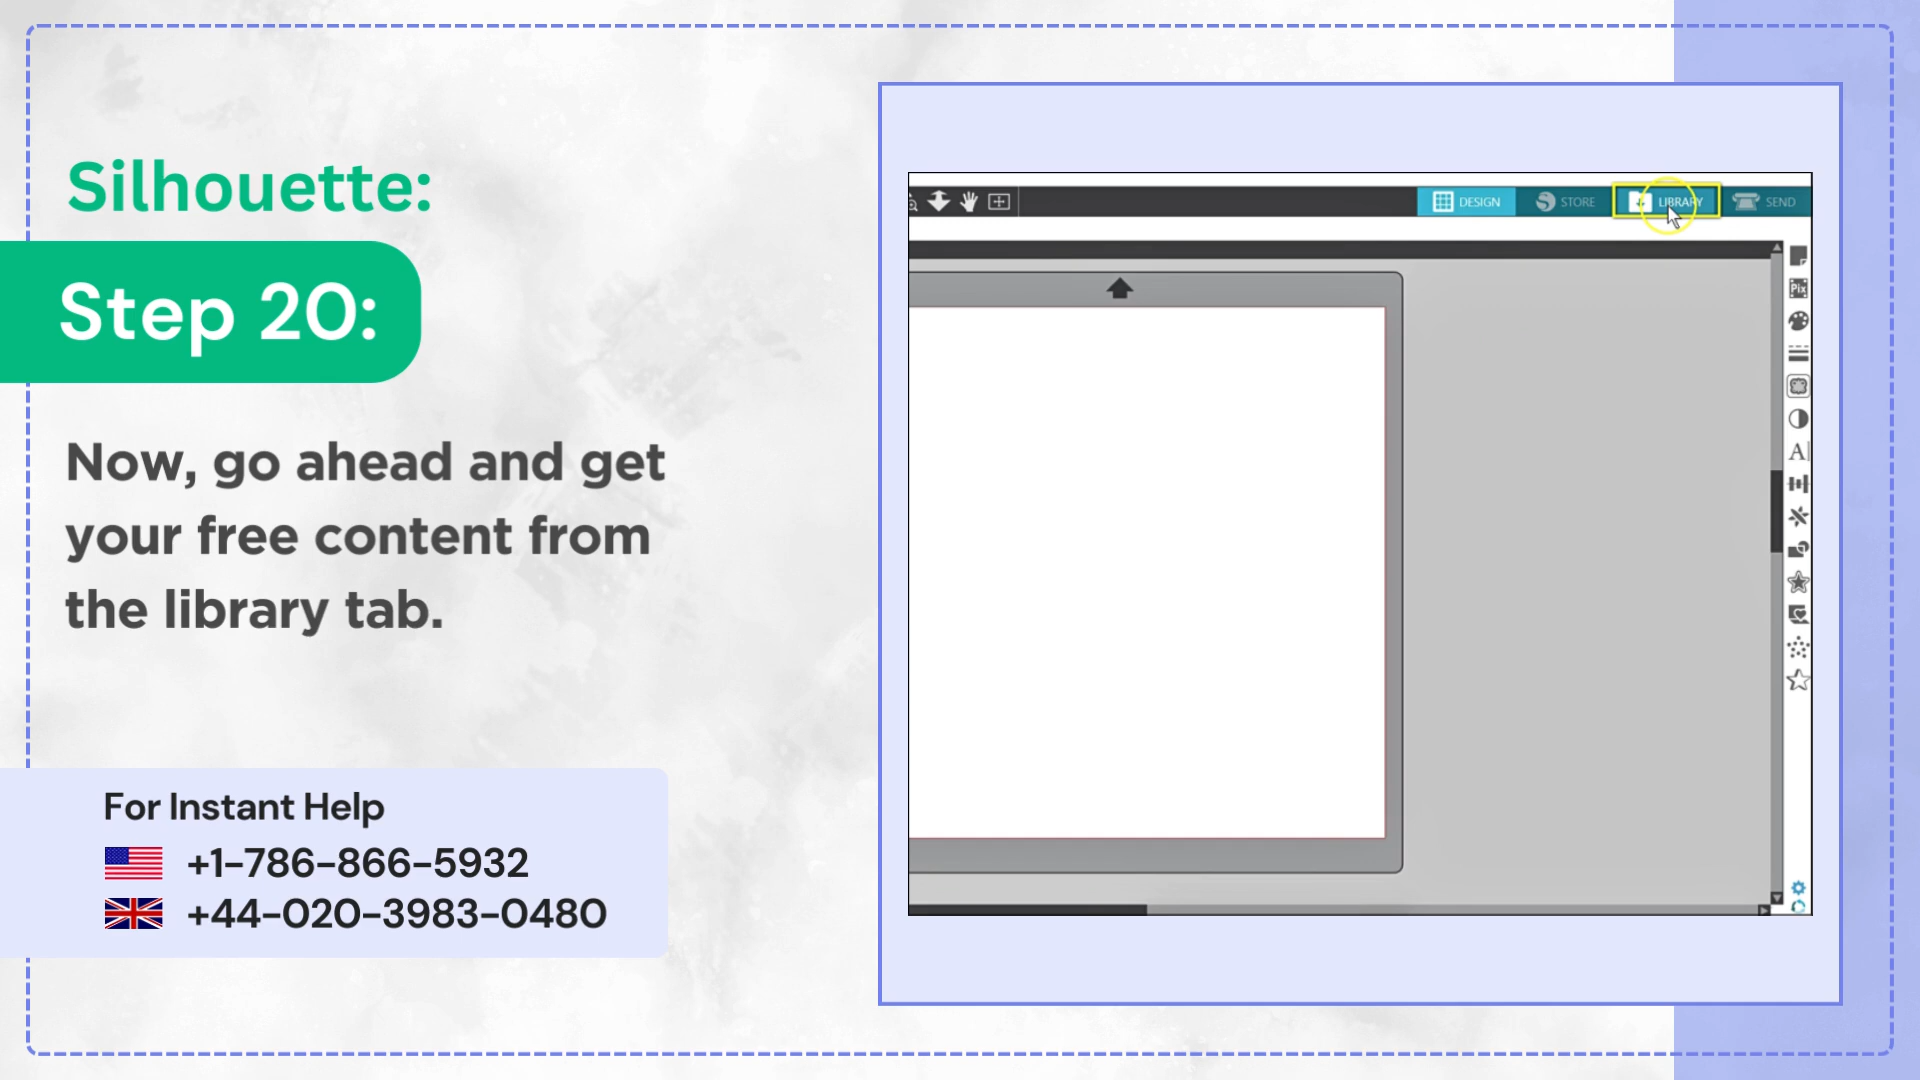 Silhouette:
Step 20:
Now, go ahead and get
your free content from
the library tab.
For Instant Help
+1-786-866-5932
+44-020-3983-0480
DESIGN
STORE
LIBRARY
SEND
Pix
A